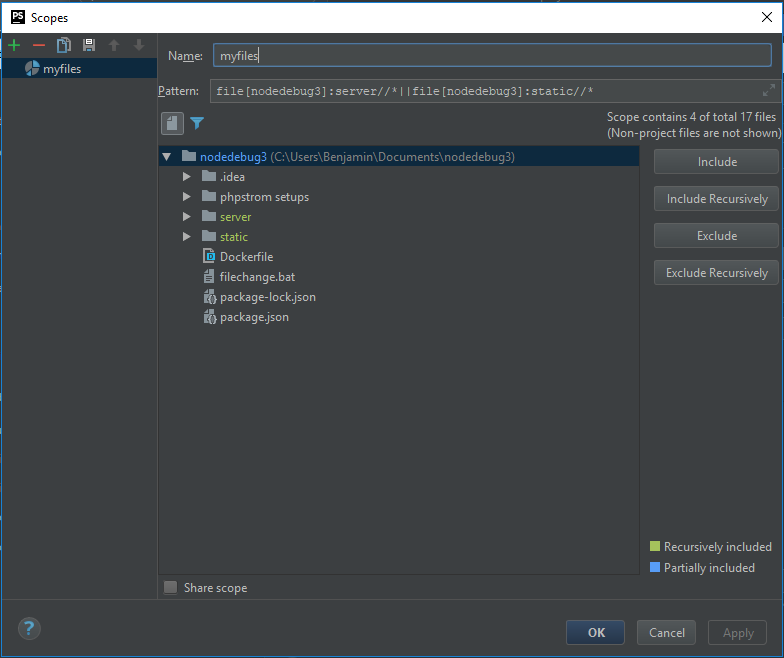 PS Scopes
myfiles
Name: myfiles
Pattern: file[nodedebug3]:server//*||file[nodedebug3]:static//*
Scope contains 4 of total 17 files
(Non-project files are not shown)
nodedebug3 (C:\Users\Benjamin\Documents\nodedebug3)
.idea
phpstrom setups
server
static
Dockerfile
filechange.bat
package-lock.json
package.json
Include
Include Recursively
Exclude
Exclude Recursively
Recursively included
Partially included
Share scope
?
OK
Cancel
Apply